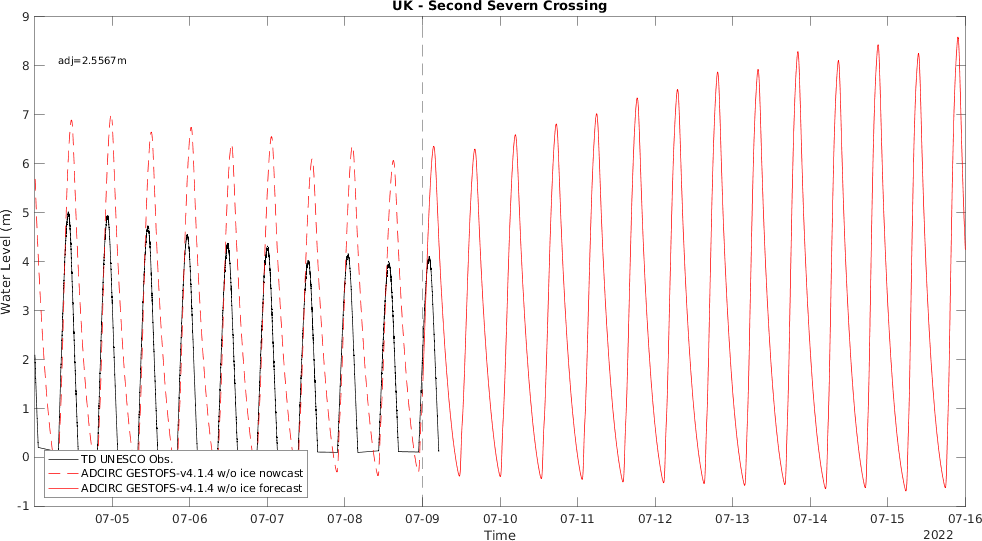 UK - Second Severn Crossing
9
8
7
6
5
4
3
2
1
0
-1
Water Level (m)
adj=2.5567m
TD UNESCO Obs.
ADCIRC GESTOFS-v4.1.4 w/o ice nowcast
ADCIRC GESTOFS-v4.1.4 w/o ice forecast
07-05 07-06 07-07 07-08 07-09 07-10 07-11 07-12 07-13 07-14 07-15 07-16
Time
2022